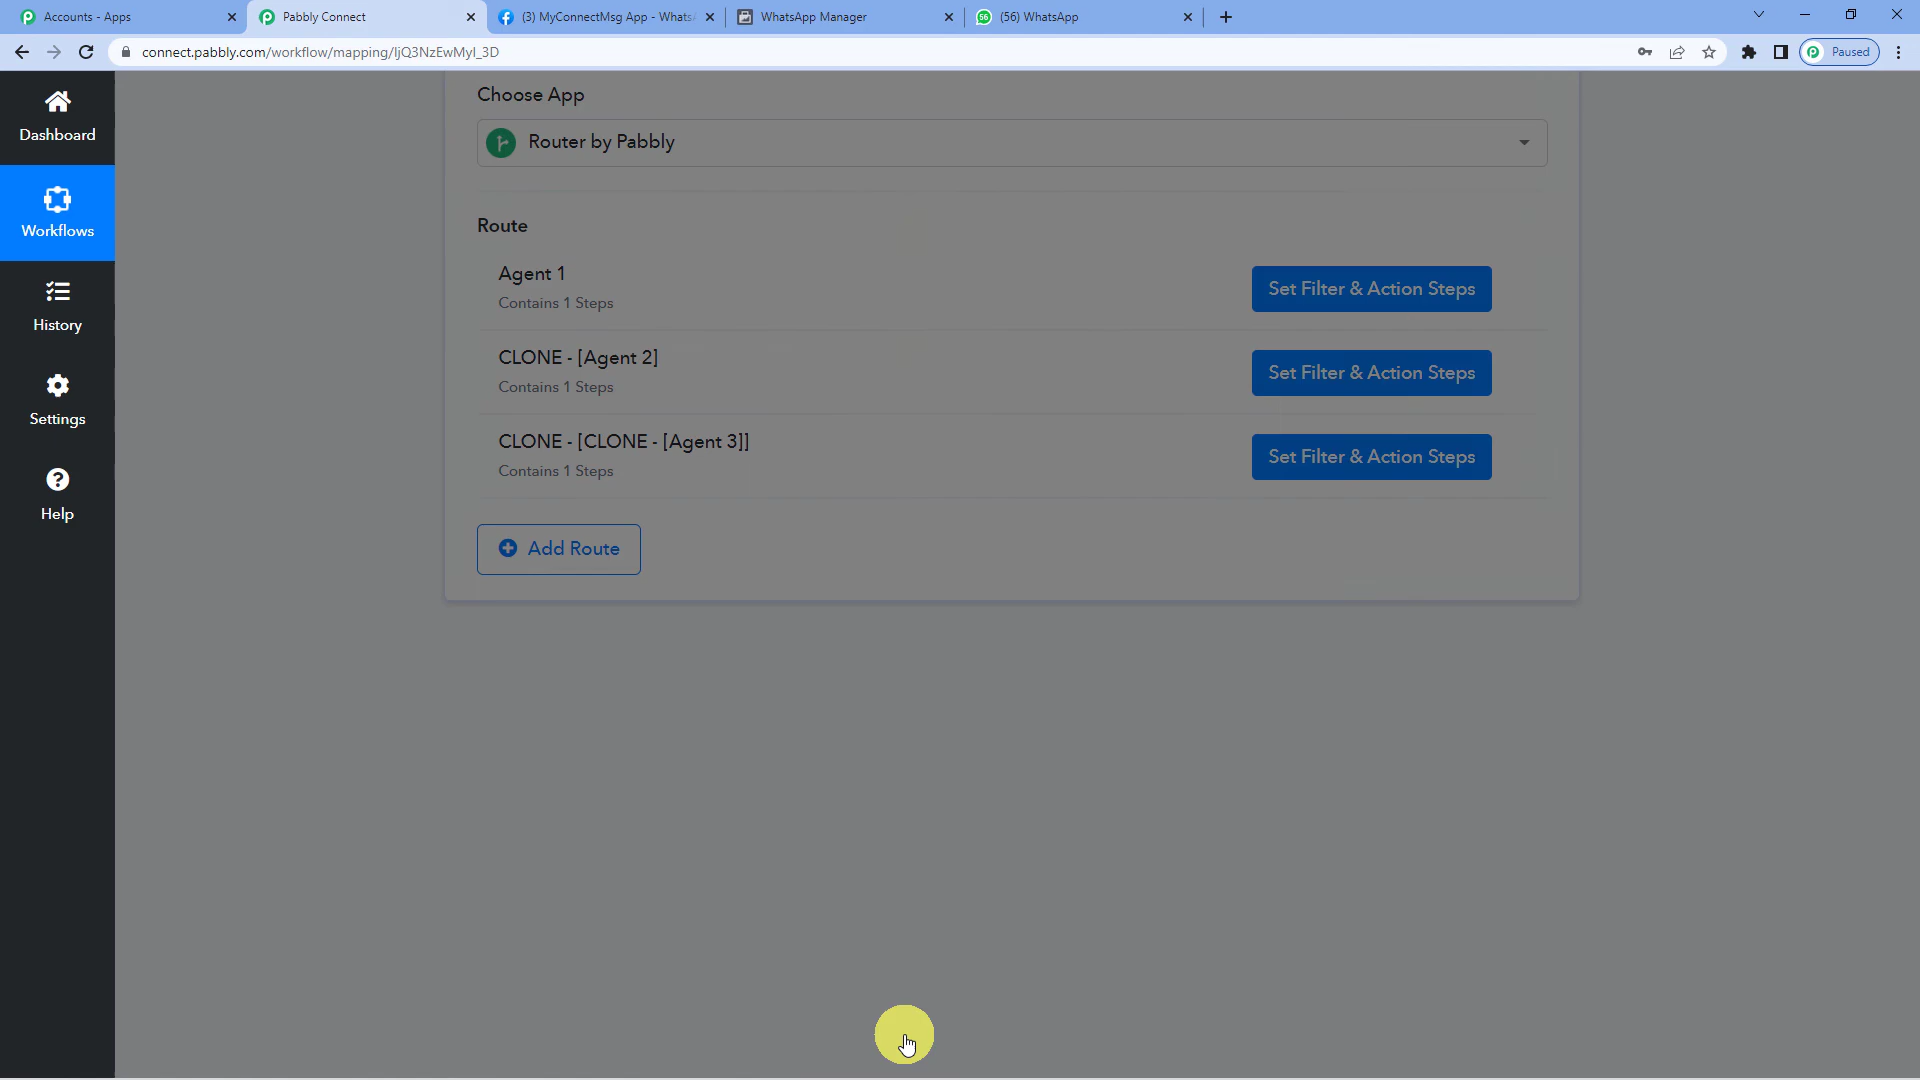 Accounts - Apps
Pabbly Connect
(3) MyConnectMsg App - Whats
WhatsApp Manager
56
(56) WhatsApp
connect.pabbly.com/workflow/mapping/IjQ3NzEwMyI_3D
Paused
Dashboard
Workflows
History
Settings
Help
Choose App
Router by Pabbly
Route
Agent 1
Contains 1 Steps
Set Filter & Action Steps
CLONE - [Agent 2]
Contains 1 Steps
Set Filter & Action Steps
CLONE - [CLONE - [Agent 3]]
Contains 1 Steps
Set Filter & Action Steps
Add Route